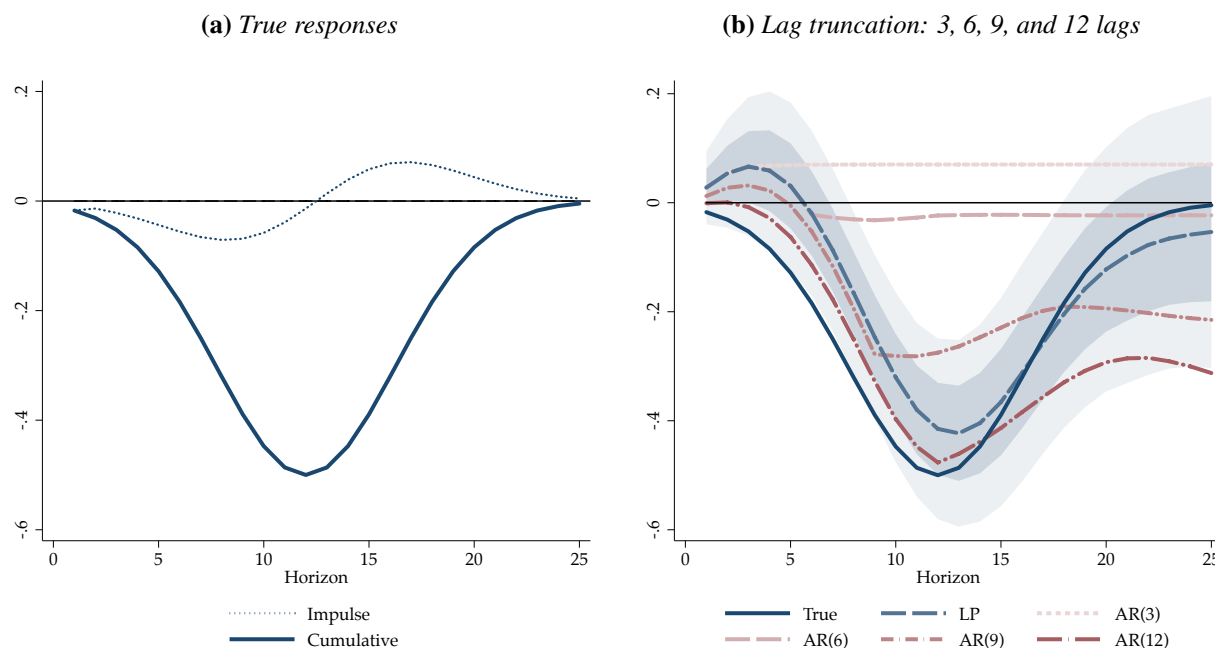 (a) True responses
(b) Lag truncation: 3, 6, 9, and 12 lags
.2
0
.2
.4
.6
0 5 10 15 20 25
Horizon
Impulse
Cumulative
.2
0
-.2
-.4
-.6
0 5 10 15 20 25
Horizon
True LP AR(3)
AR(6) AR(9) AR(12)